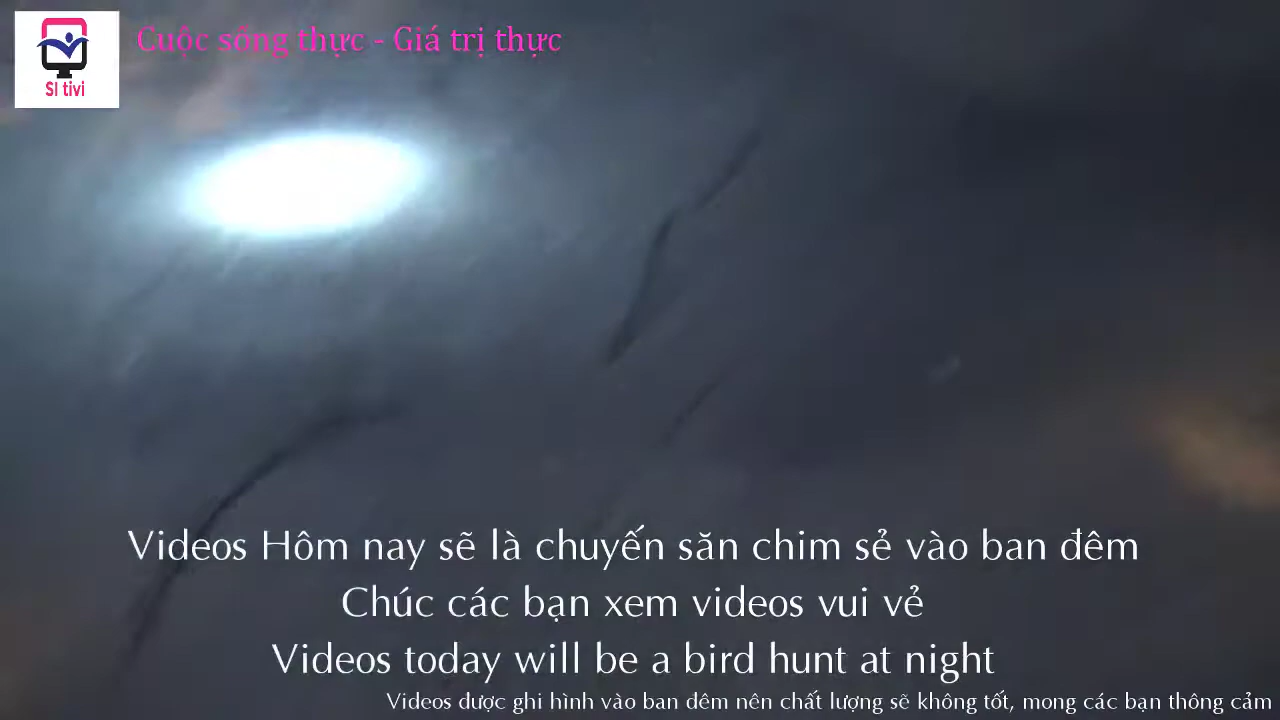 SI tivi
Cuộc sống thực - Giá trị thực
Videos Hôm nay sẽ là chuyến săn chim sẻ vào ban đêm
Chúc các bạn xem videos vui vẻ
Videos today will be a bird hunt at night
Videos được ghi hình vào ban đêm nên chất lượng sẽ không tốt, mong các bạn thông cảm